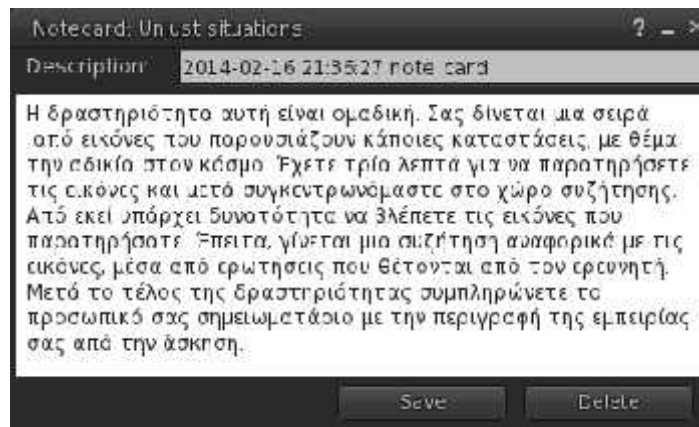 Notecard: Unjust situations ? _ ×
Description: 2014-02-16 21:35:27 note card
Η δραστηριότητα αυτή είναι ομαδική. Σας δίνεται μια σειρά
από εικόνες που παρουσιάζουν κάποιες καταστάσεις, με θέμα
την αδικία στον κόσμο. Έχετε τρία λεπτά για να παρατηρήσετε
τις εικόνες και μετά συγκεντρωνόμαστε στο χώρο συζήτησης.
Από εκεί υπάρχει δυνατότητα να βλέπετε τις εικόνες που
παρατηρήσατε. Έπειτα, γίνεται μια συζήτηση αναφορικά με τις
εικόνες, μέσα από ερωτήσεις που θέτονται από τον ερευνητή.
Μετά το τέλος της δραστηριότητας συμπληρώνετε το
προσωπικό σας σημειωματάριο με την περιγραφή της εμπειρίας
σας από την άσκηση.
Save Delete